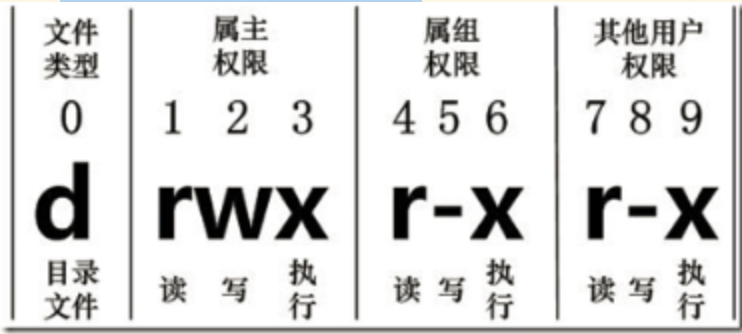 文件 属主 属组 其他用户
类型 权限 权限 权限
0 1 2 3 4 5 6 7 8 9
d rwx r-x r-x
目录 读 写 执 读 写 执 读 写 执
文件 行 行 行